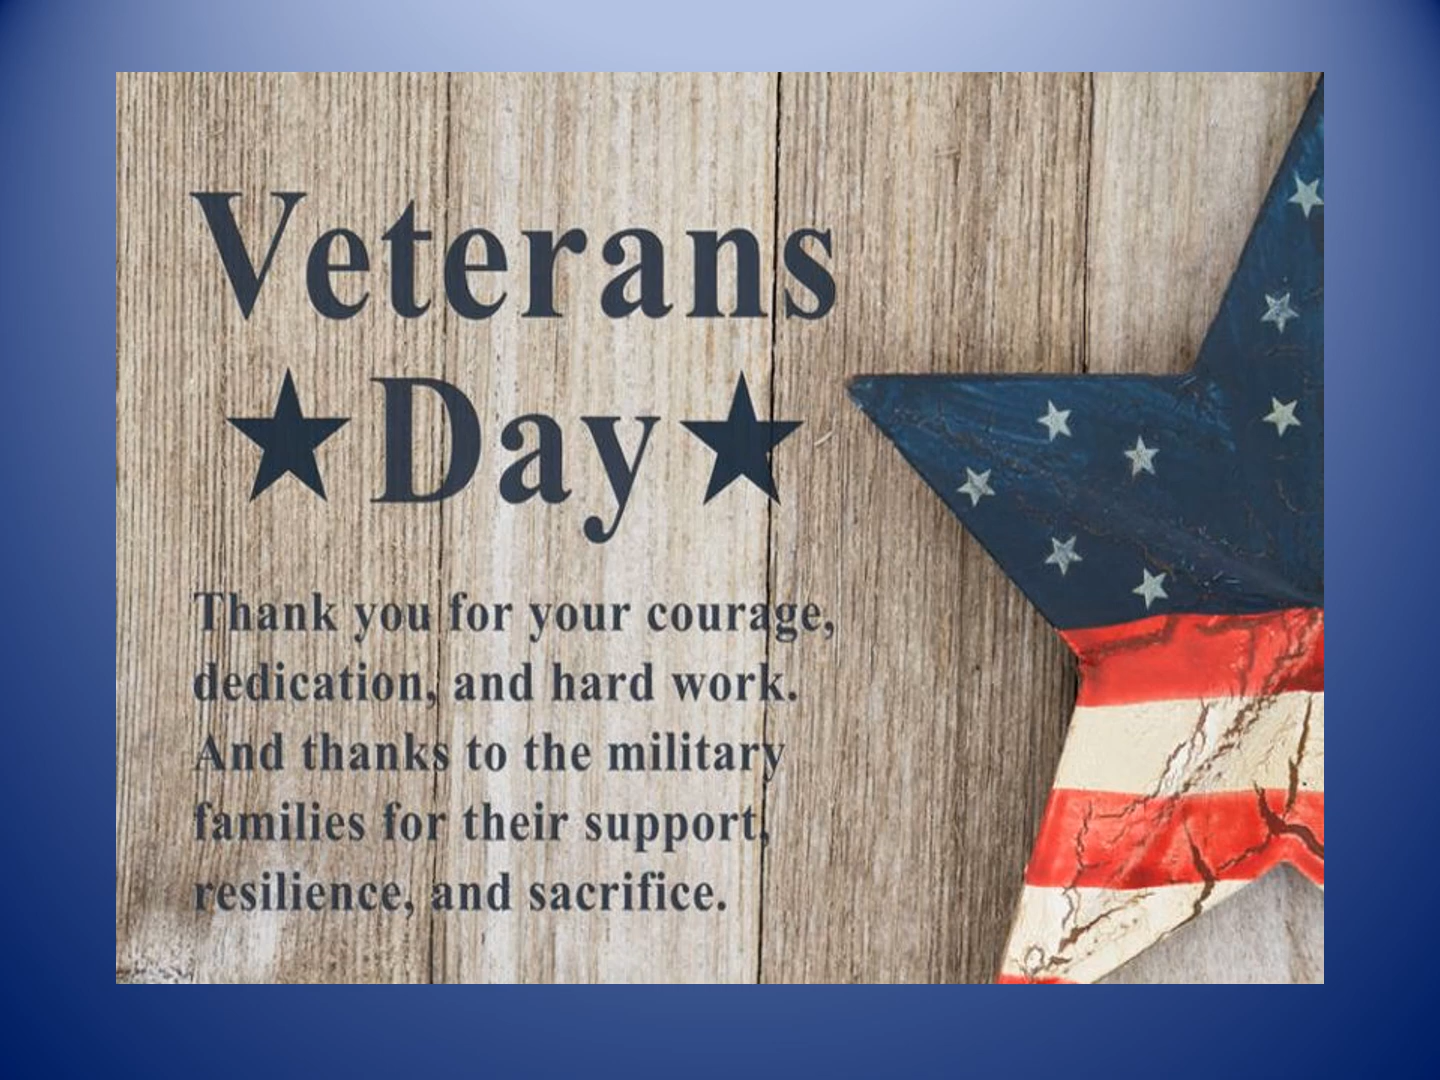 Veterans
★Day★
Thank you for your courage,
dedication, and hard work.
And thanks to the military
families for their support,
resilience, and sacrifice.